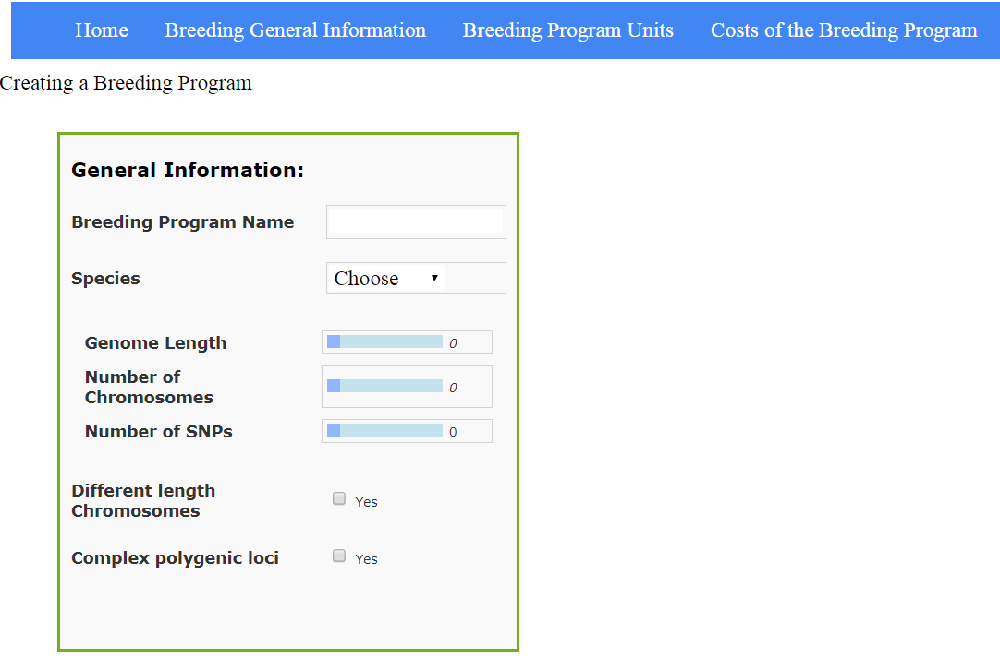 Home Breeding General Information Breeding Program Units Costs of the Breeding Program
Creating a Breeding Program
General Information:
Breeding Program Name
Species Choose
Genome Length 0
Number of
Chromosomes 0
Number of SNPs 0
Different length
Chromosomes Yes
Complex polygenic loci Yes